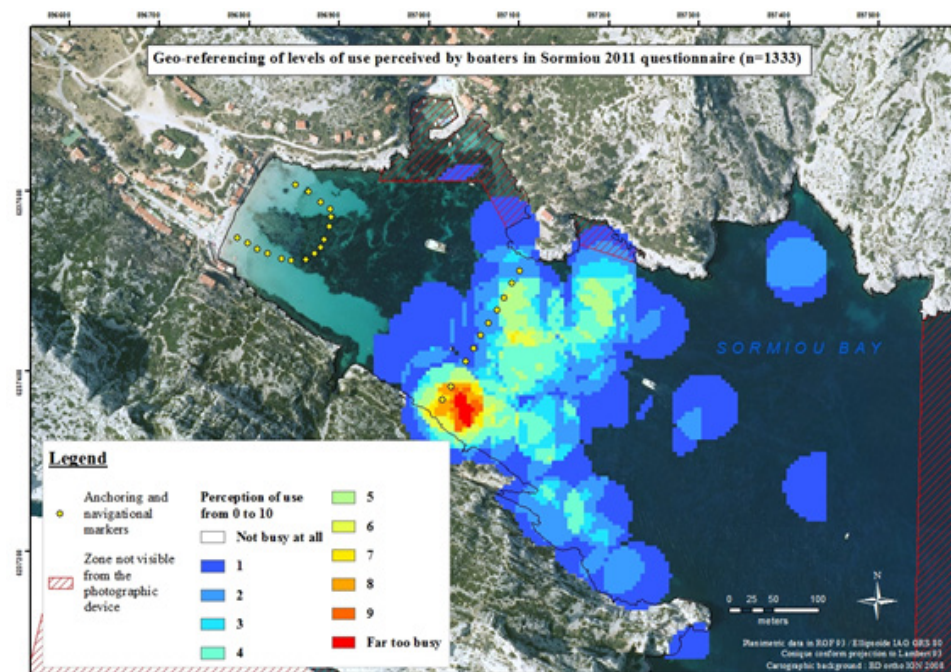 Geo-referencing of levels of use perceived by boaters in Sormiou 2011 questionnaire (n=1333)
SORMIOU BAY
Legend
Anchoring and
navigational
markers
Zone not visible
from the
photographic
device
Perception of use
from 0 to 10
Not busy at all
1
2
3
4
5
6
7
8
9
Far too busy
0 25 50 100
meters
N
Planimetric data in RGF 93 / Ellipsoide IAG GRS 80
Conique conform projection to Lambert 93
Cartographic background : BD ortho IGN